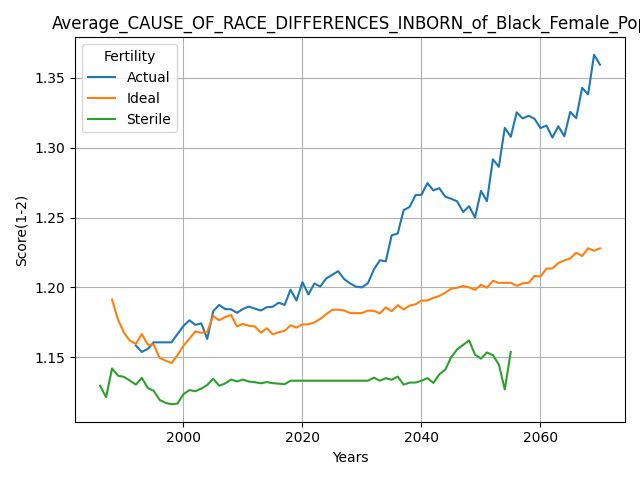 Average_CAUSE_OF_RACE_DIFFERENCES_INBORN_of_Black_Female_Pop
Fertility
Actual
Ideal
Sterile
1.35
1.30
1.25
1.20
1.15
Score(1-2)
2000
2020
2040
2060
Years